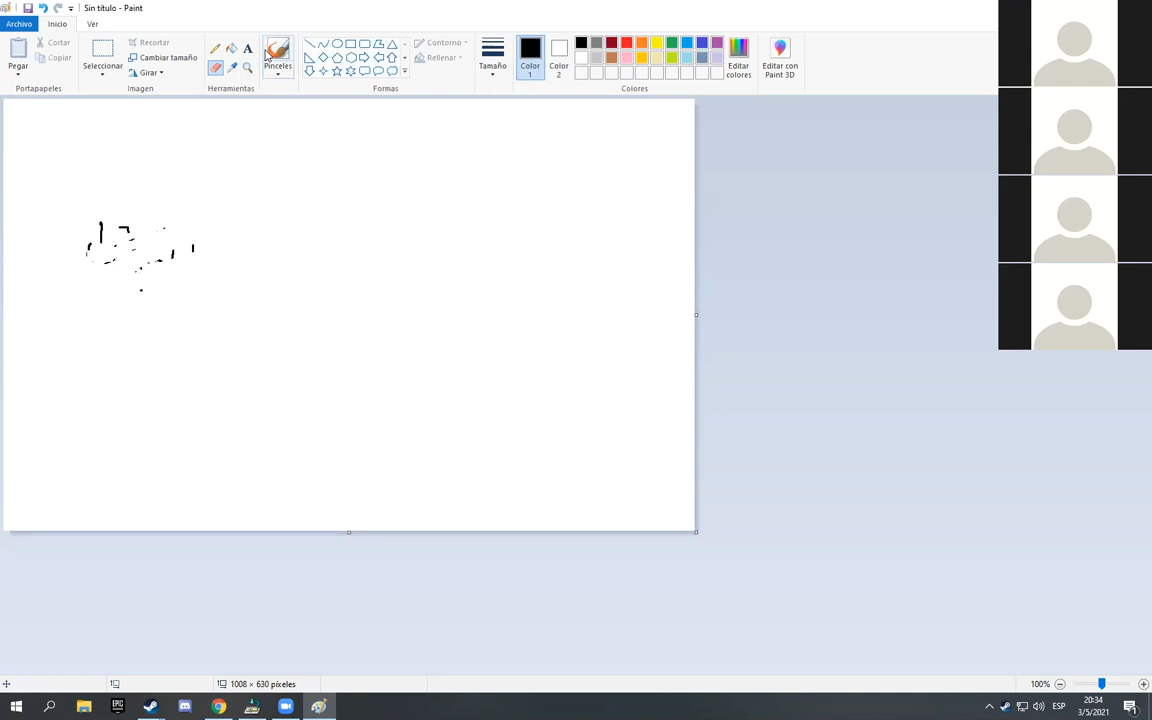 Sin título - Paint
Archivo Inicio Ver
Pegar
Cortar
Copiar
Portapapeles
Seleccionar
Recortar
Cambiar tamaño
Girar
Imagen
Herramientas
Pinceles
Contorno
Rellenar
Formas
Tamaño
Color 1
Color 2
Editar colores
Colores
Editar con Paint 3D
1008 × 630 píxeles
100%
EPIC
ESP
20:34
3/5/2021